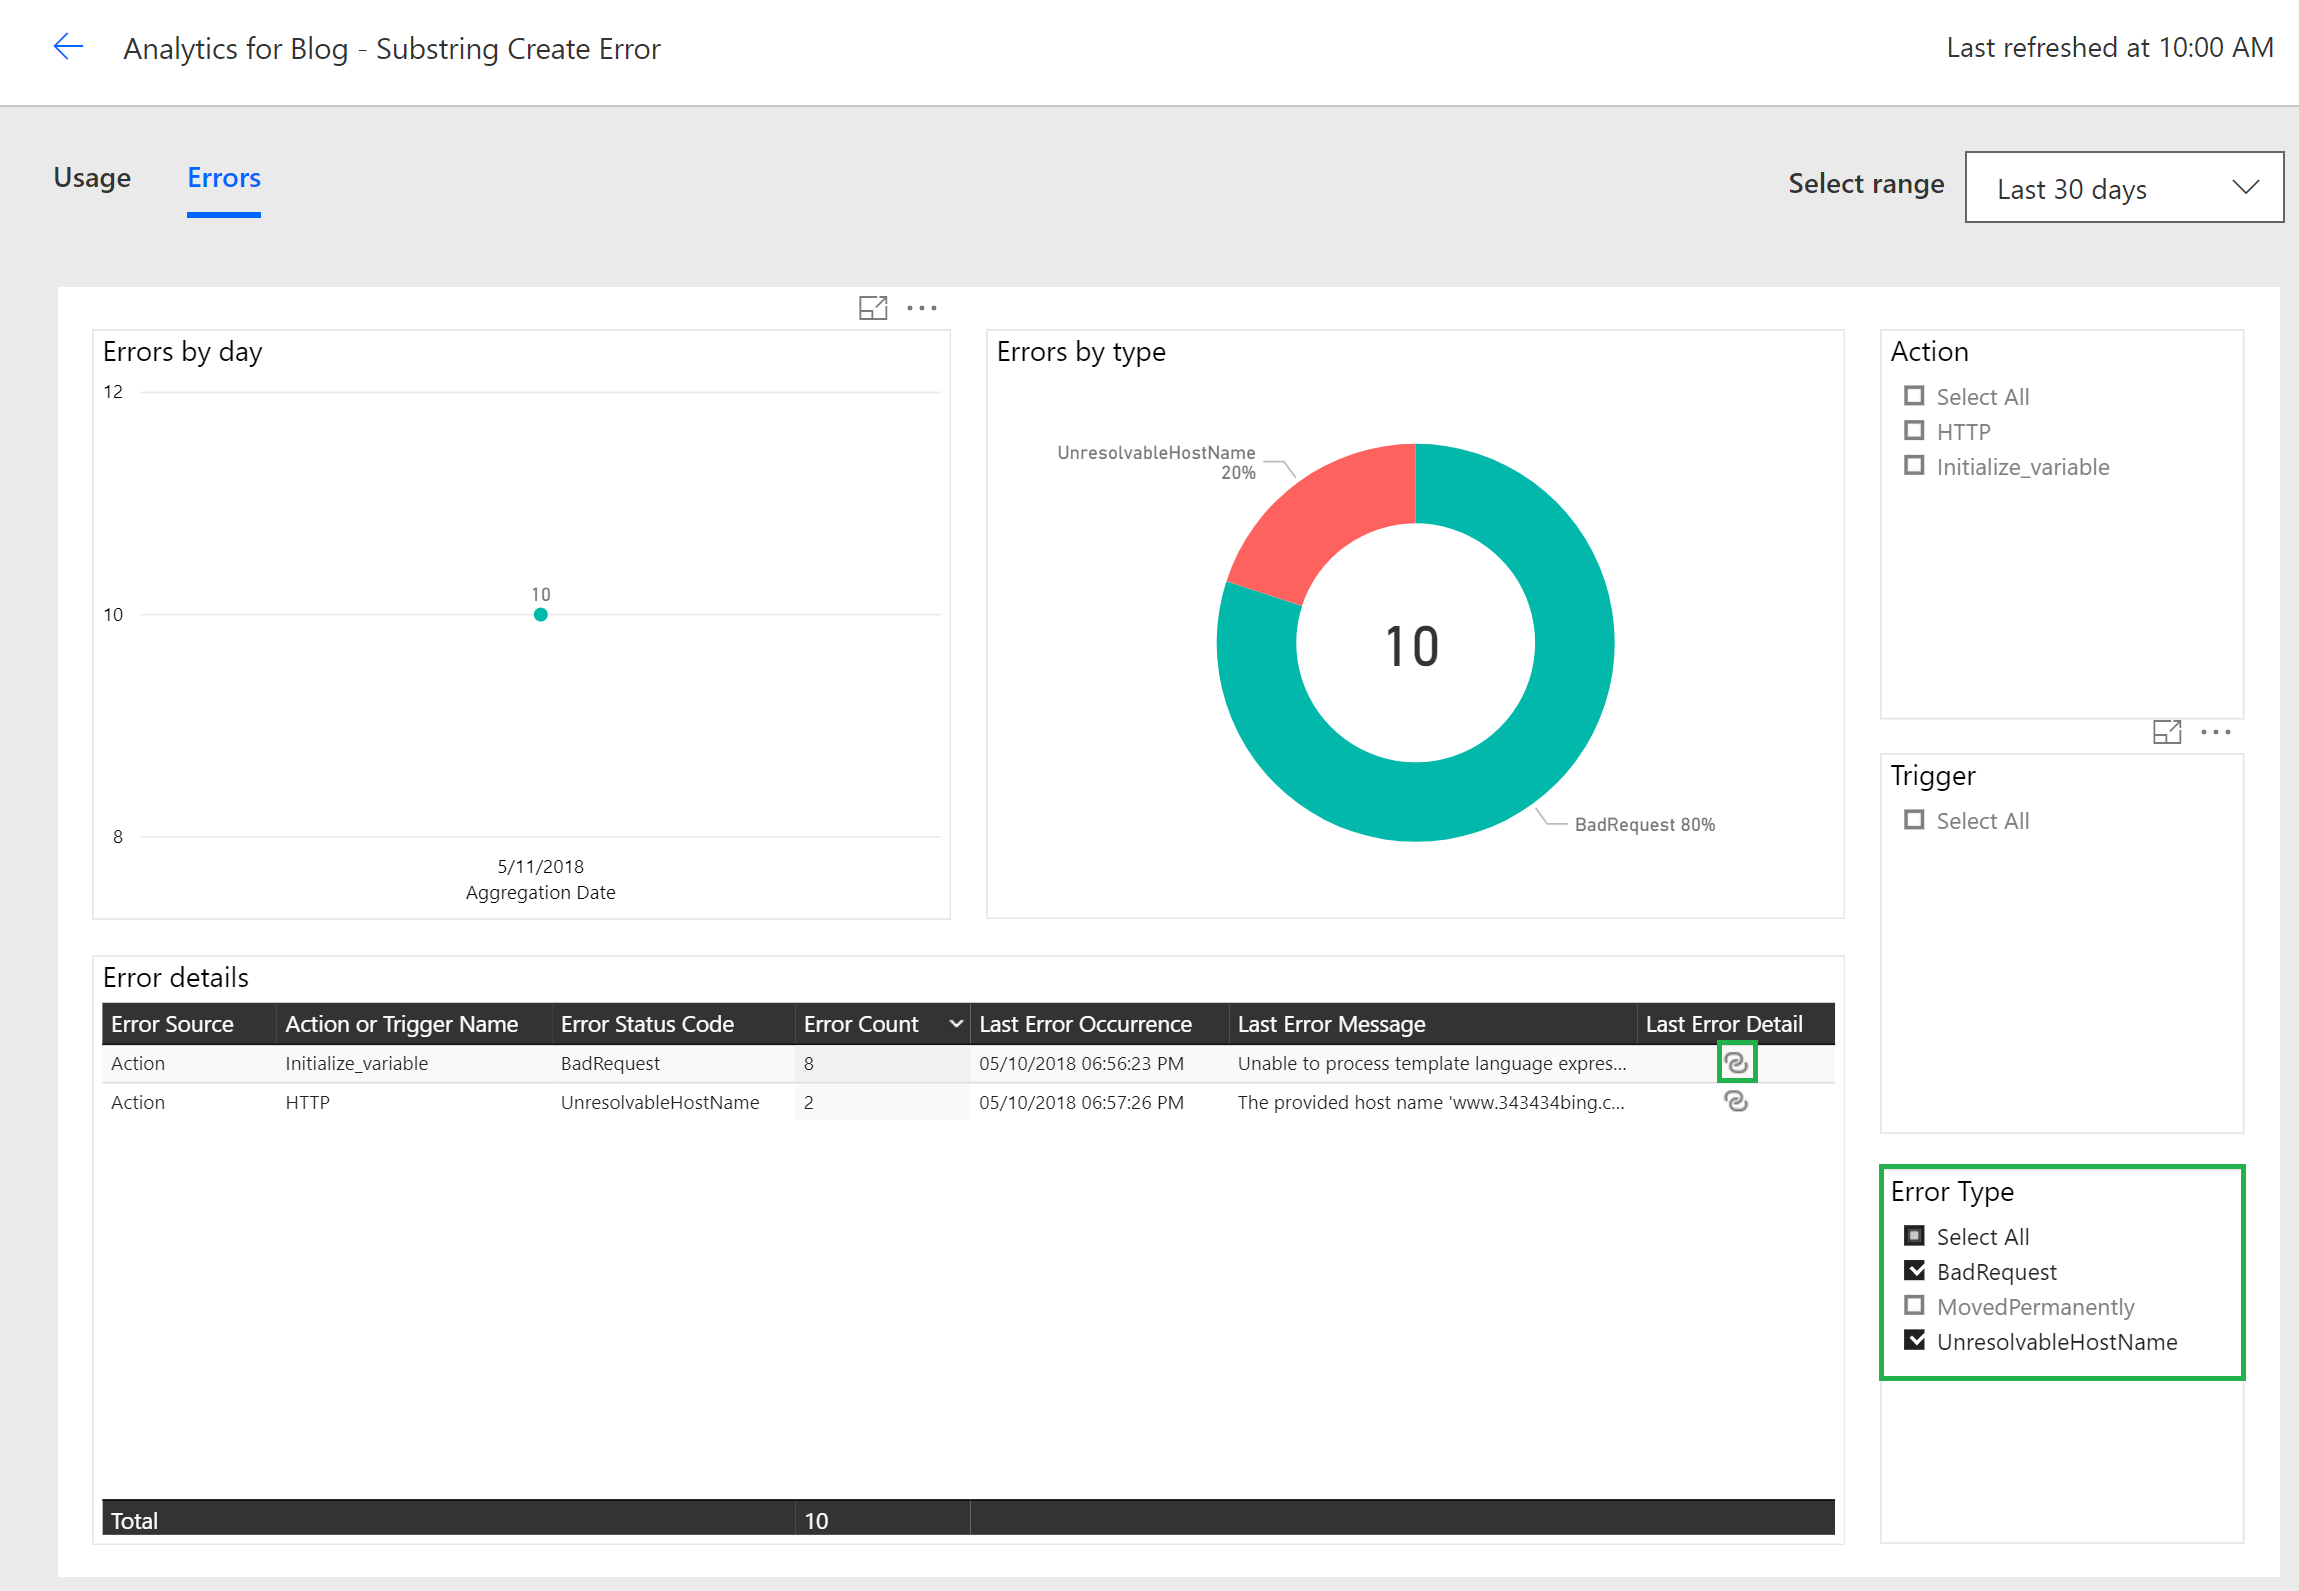 Analytics for Blog - Substring Create Error
Last refreshed at 10:00 AM
Usage
Errors
Select range
Last 30 days
Errors by day
12
10
10
8
5/11/2018
Aggregation Date
Errors by type
UnresolvableHostName
20%
10
BadRequest 80%
Action
Select All
HTTP
Initialize_variable
Trigger
Select All
Error details
Error Source Action or Trigger Name Error Status Code Error Count Last Error Occurrence Last Error Message Last Error Detail
Action Initialize_variable BadRequest 8 05/10/2018 06:56:23 PM Unable to process template language expres...
Action HTTP UnresolvableHostName 2 05/10/2018 06:57:26 PM The provided host name 'www.343434bing.c...
Total 10
Error Type
Select All
BadRequest
MovedPermanently
UnresolvableHostName